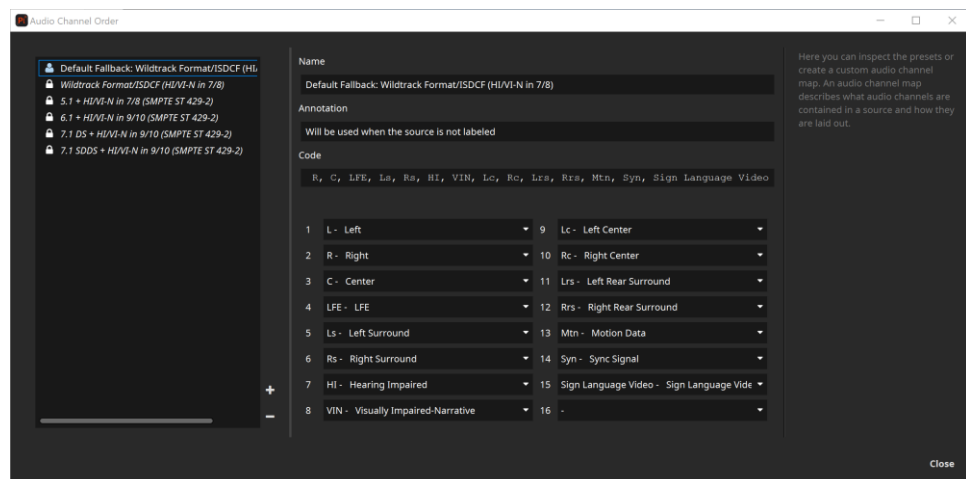 Pi Audio Channel Order
Default Fallback: Wildtrack Format/ISDCF (HI/
Wildtrack Format/ISDCF (HI/VI-N in 7/8)
5.1 + HI/VI-N in 7/8 (SMPTE ST 429-2)
6.1 + HI/VI-N in 9/10 (SMPTE ST 429-2)
7.1 DS + HI/VI-N in 9/10 (SMPTE ST 429-2)
7.1 SDDS + HI/VI-N in 9/10 (SMPTE ST 429-2)
Name
Default Fallback: Wildtrack Format/ISDCF (HI/VI-N in 7/8)
Annotation
Will be used when the source is not labeled
Code
R, C, LFE, Ls, Rs, HI, VIN, Lc, Rc, Lrs, Rrs, Mtn, Syn, Sign Language Video
1 L - Left
2 R - Right
3 C - Center
4 LFE - LFE
5 Ls - Left Surround
6 Rs - Right Surround
7 HI - Hearing Impaired
8 VIN - Visually Impaired-Narrative
9 Lc - Left Center
10 Rc - Right Center
11 Lrs - Left Rear Surround
12 Rrs - Right Rear Surround
13 Mtn - Motion Data
14 Syn - Sync Signal
15 Sign Language Video - Sign Language Vide
16 -
Here you can inspect the presets or
create a custom audio channel
map. An audio channel map
describes what audio channels are
contained in a source and how they
are laid out.
Close